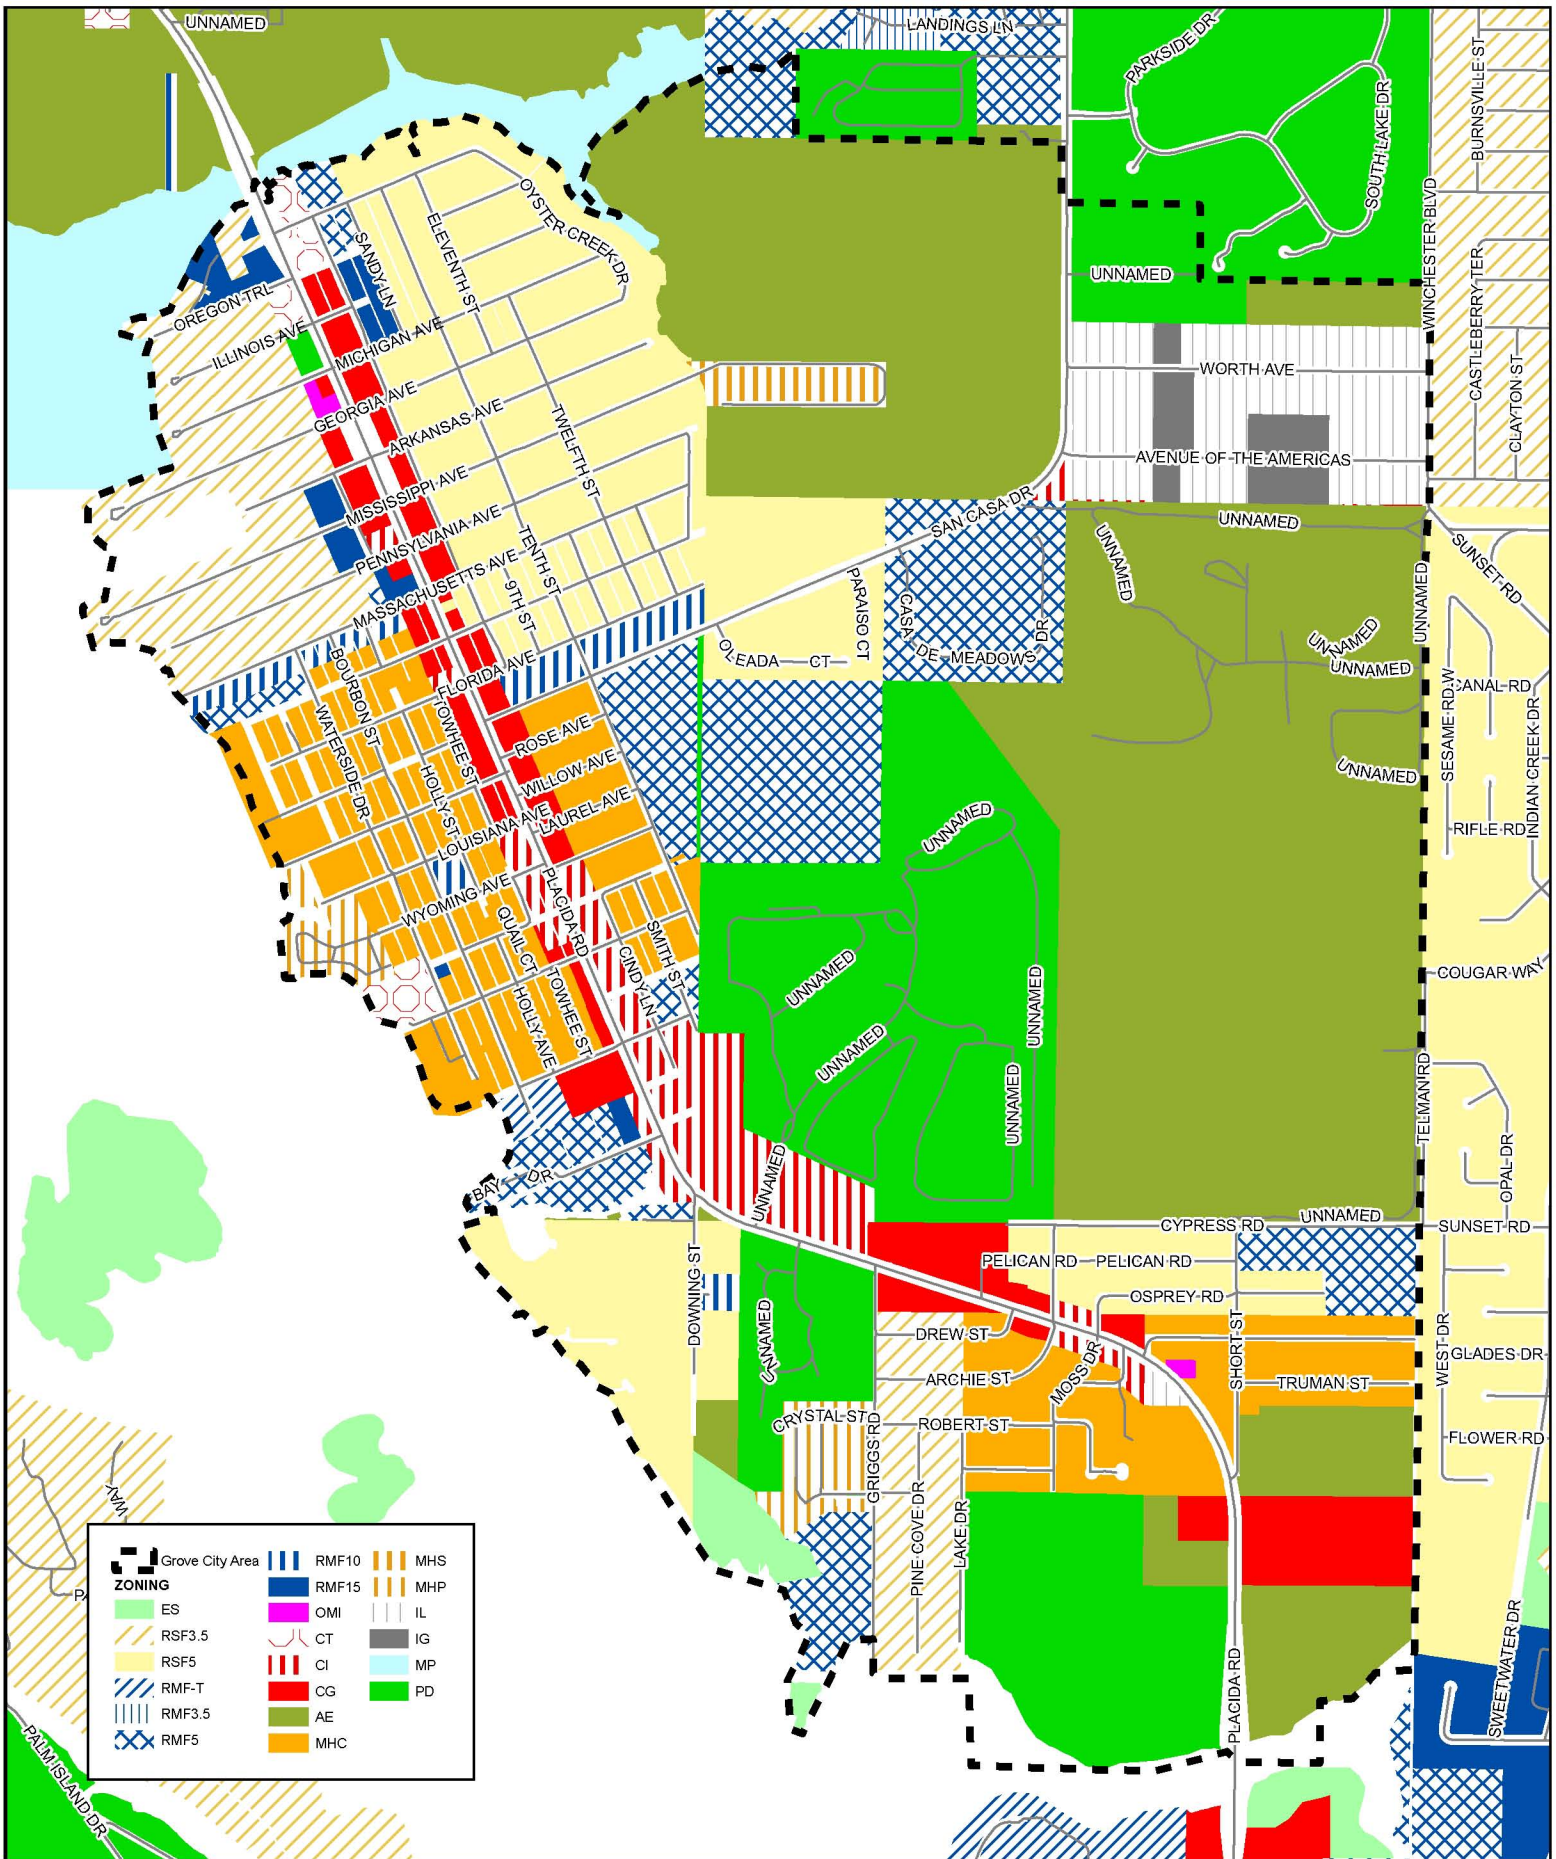 UNNAMED
LANDINGS LN
PARKSIDE DR
SOUTH LAKE DR
BURNSVILLE ST
WINCHESTER BLVD
OYSTER CREEK DR
ELEVENTH ST
SANDY LN
OREGON TRL
ILLINOIS AVE
MICHIGAN AVE
GEORGIA AVE
ARKANSAS AVE
MISSISSIPPI AVE
PENNSYLVANIA AVE
MASSACHUSETTS AVE
TWELFTH ST
TENTH ST
9TH ST
FLORIDA AVE
UNNAMED
CASTLEBERRY TER
CLAYTON ST
WORTH AVE
AVENUE OF THE AMERICAS
SAN CASA DR
UNNAMED
UNNAMED
UNNAMED
SUNSET RD
PARAISO CT
CASA DE MEADOWS DR
OLEADA CT
UNNAMED
UNNAMED
UNNAMED
CANAL RD
SESAME RD W
INDIAN CREEK DR
RIFLE RD
BOURBON ST
WATERSIDE DR
TOWHEE ST
HOLLY ST
ROSE AVE
WILLOW AVE
LAUREL AVE
LOUISIANA AVE
WYOMING AVE
PLACIDA RD
QUAIL CT
TOWHEE ST
HOLLY AVE
CINDY LN
SMITH ST
UNNAMED
UNNAMED
UNNAMED
UNNAMED
UNNAMED
UNNAMED
COUGAR WAY
TELMAN RD
OPAL DR
BAY DR
DOWNING ST
UNNAMED
CYPRESS RD
UNNAMED
SUNSET RD
PELICAN RD
PELICAN RD
OSPREY RD
DREW ST
ARCHIE ST
MOSS DR
SHORT ST
TRUMAN ST
WEST DR
GLADES DR
FLOWER RD
CRYSTAL ST
ROBERT ST
GRIGGS RD
PINE COVE DR
LAKE DR
PLACIDA RD
SWEETWATER DR
WAY
PALM ISLAND DR
Grove City Area
ZONING
ES
RSF3.5
RSF5
RMF-T
RMF3.5
RMF5
RMF10
RMF15
OMI
CT
CI
CG
AE
MHC
MHS
MHP
IL
IG
MP
PD